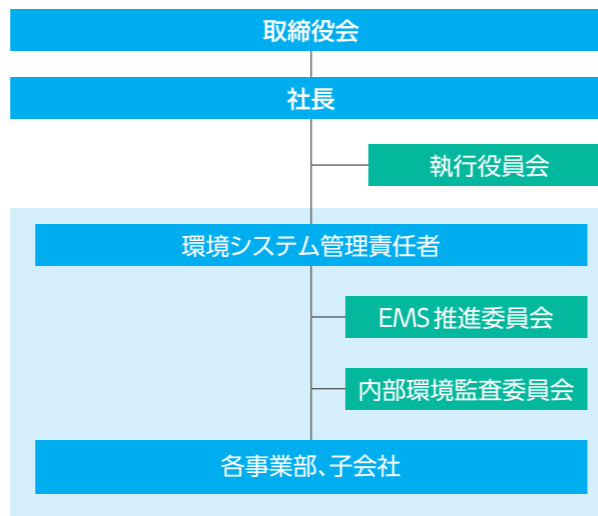 取締役会
社長
執行役員会
環境システム管理責任者
EMS推進委員会
内部環境監査委員会
各事業部、子会社